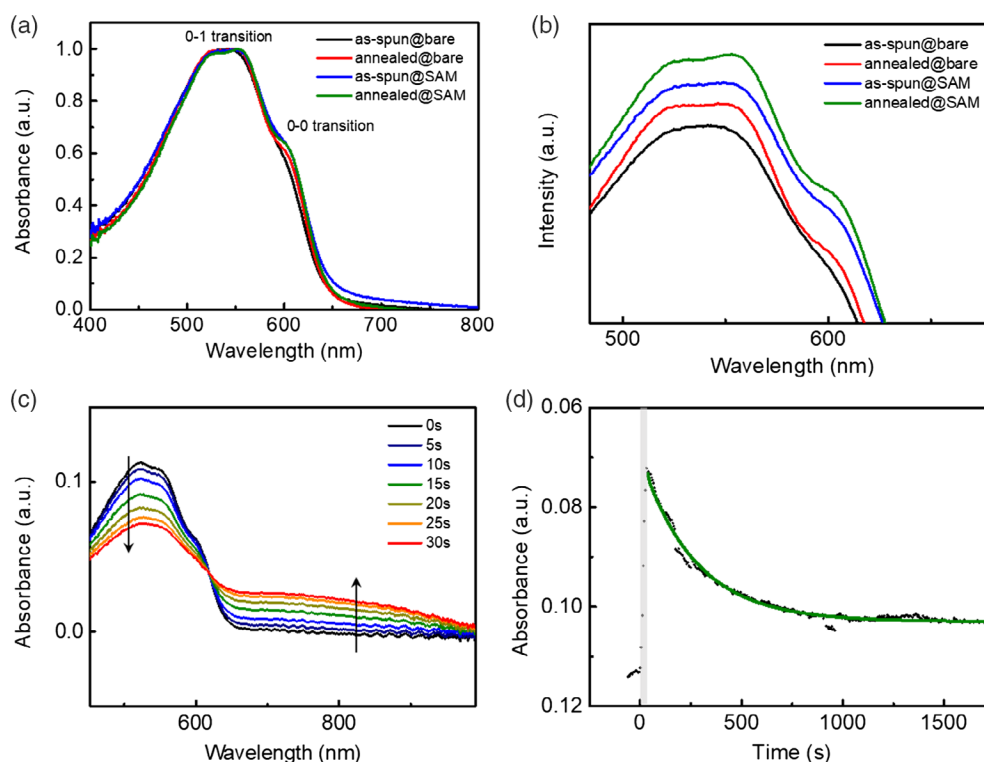 (a)
0-1 transition
as-spun@bare
annealed@bare
as-spun@SAM
annealed@SAM
0-0 transition
Absorbance (a.u.)
1.0
0.8
0.6
0.4
0.2
0.0
400 500 600 700 800
Wavelength (nm)
(b)
as-spun@bare
annealed@bare
as-spun@SAM
annealed@SAM
Intensity (a.u.)
500 600
Wavelength (nm)
(c)
0s
5s
10s
15s
20s
25s
30s
Absorbance (a.u.)
0.1
0.0
600 800
Wavelength (nm)
(d)
Absorbance (a.u.)
0.06
0.08
0.10
0.12
0 500 1000 1500
Time (s)